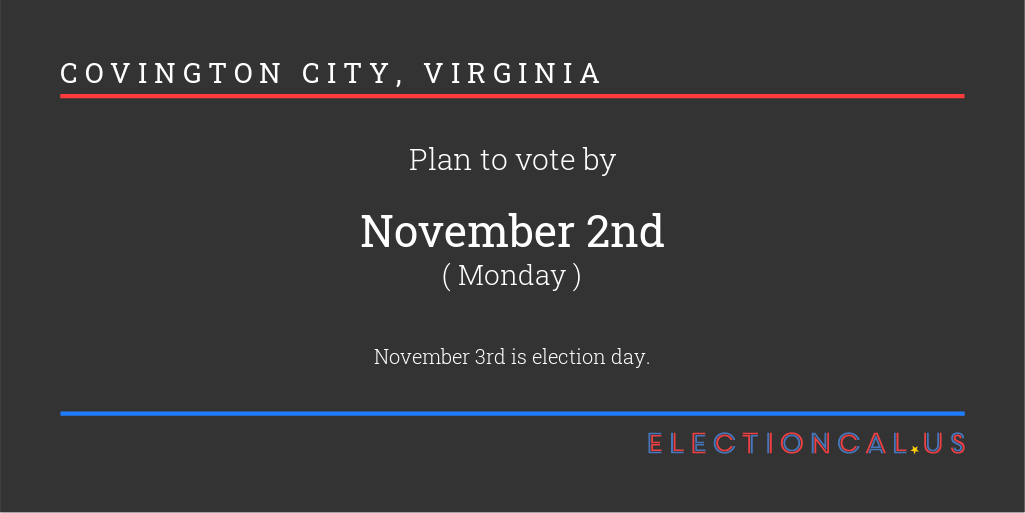 COVINGTON CITY, VIRGINIA
Plan to vote by
November 2nd
( Monday )
November 3rd is election day.
ELECTIONCAL.US